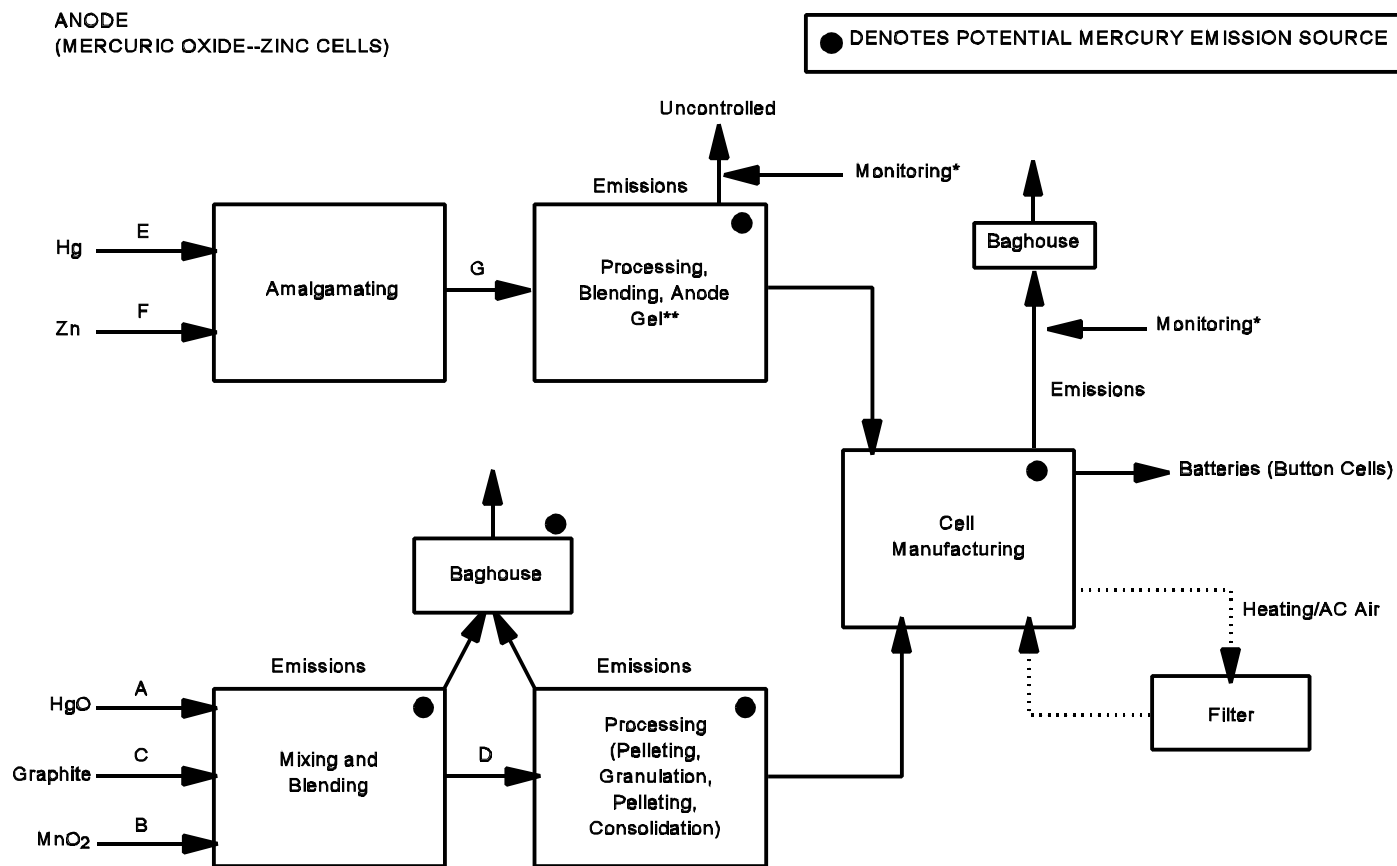 ANODE
(MERCURIC OXIDE--ZINC CELLS)
DENOTES POTENTIAL MERCURY EMISSION SOURCE
Uncontrolled
Monitoring*
Emissions
Hg
E
Zn
F
Amalgamating
G
Processing,
Blending, Anode
Gel**
Baghouse
Monitoring*
Emissions
Batteries (Button Cells)
Cell
Manufacturing
Heating/AC Air
Filter
Baghouse
Emissions
Emissions
HgO
A
Graphite
C
MnO2
B
Mixing and
Blending
D
Processing
(Pelleting,
Granulation,
Pelleting,
Consolidation)